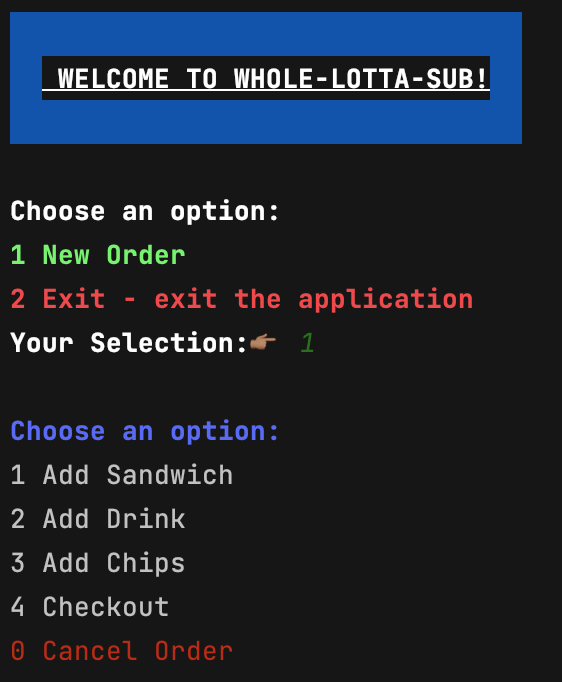 WELCOME TO WHOLE-LOTTA-SUB!
Choose an option:
1 New Order
2 Exit - exit the application
Your Selection:👉🏽 1
Choose an option:
1 Add Sandwich
2 Add Drink
3 Add Chips
4 Checkout
0 Cancel Order